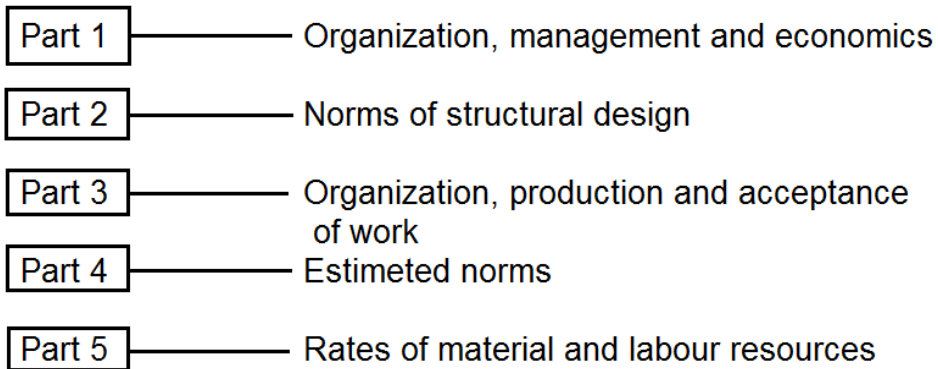 Part 1 Organization, management and economics
Part 2 Norms of structural design
Part 3 Organization, production and acceptance
of work
Part 4 Estimeted norms
Part 5 Rates of material and labour resources